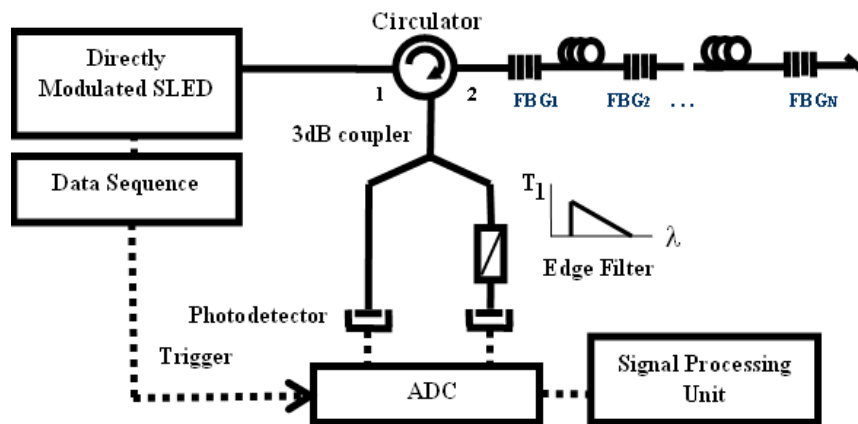 Circulator
Directly
Modulated SLED
1
2
FBG1
FBG2
...
FBGN
3dB coupler
Data Sequence
T1
λ
Edge Filter
Photodetector
Trigger
ADC
Signal Processing
Unit